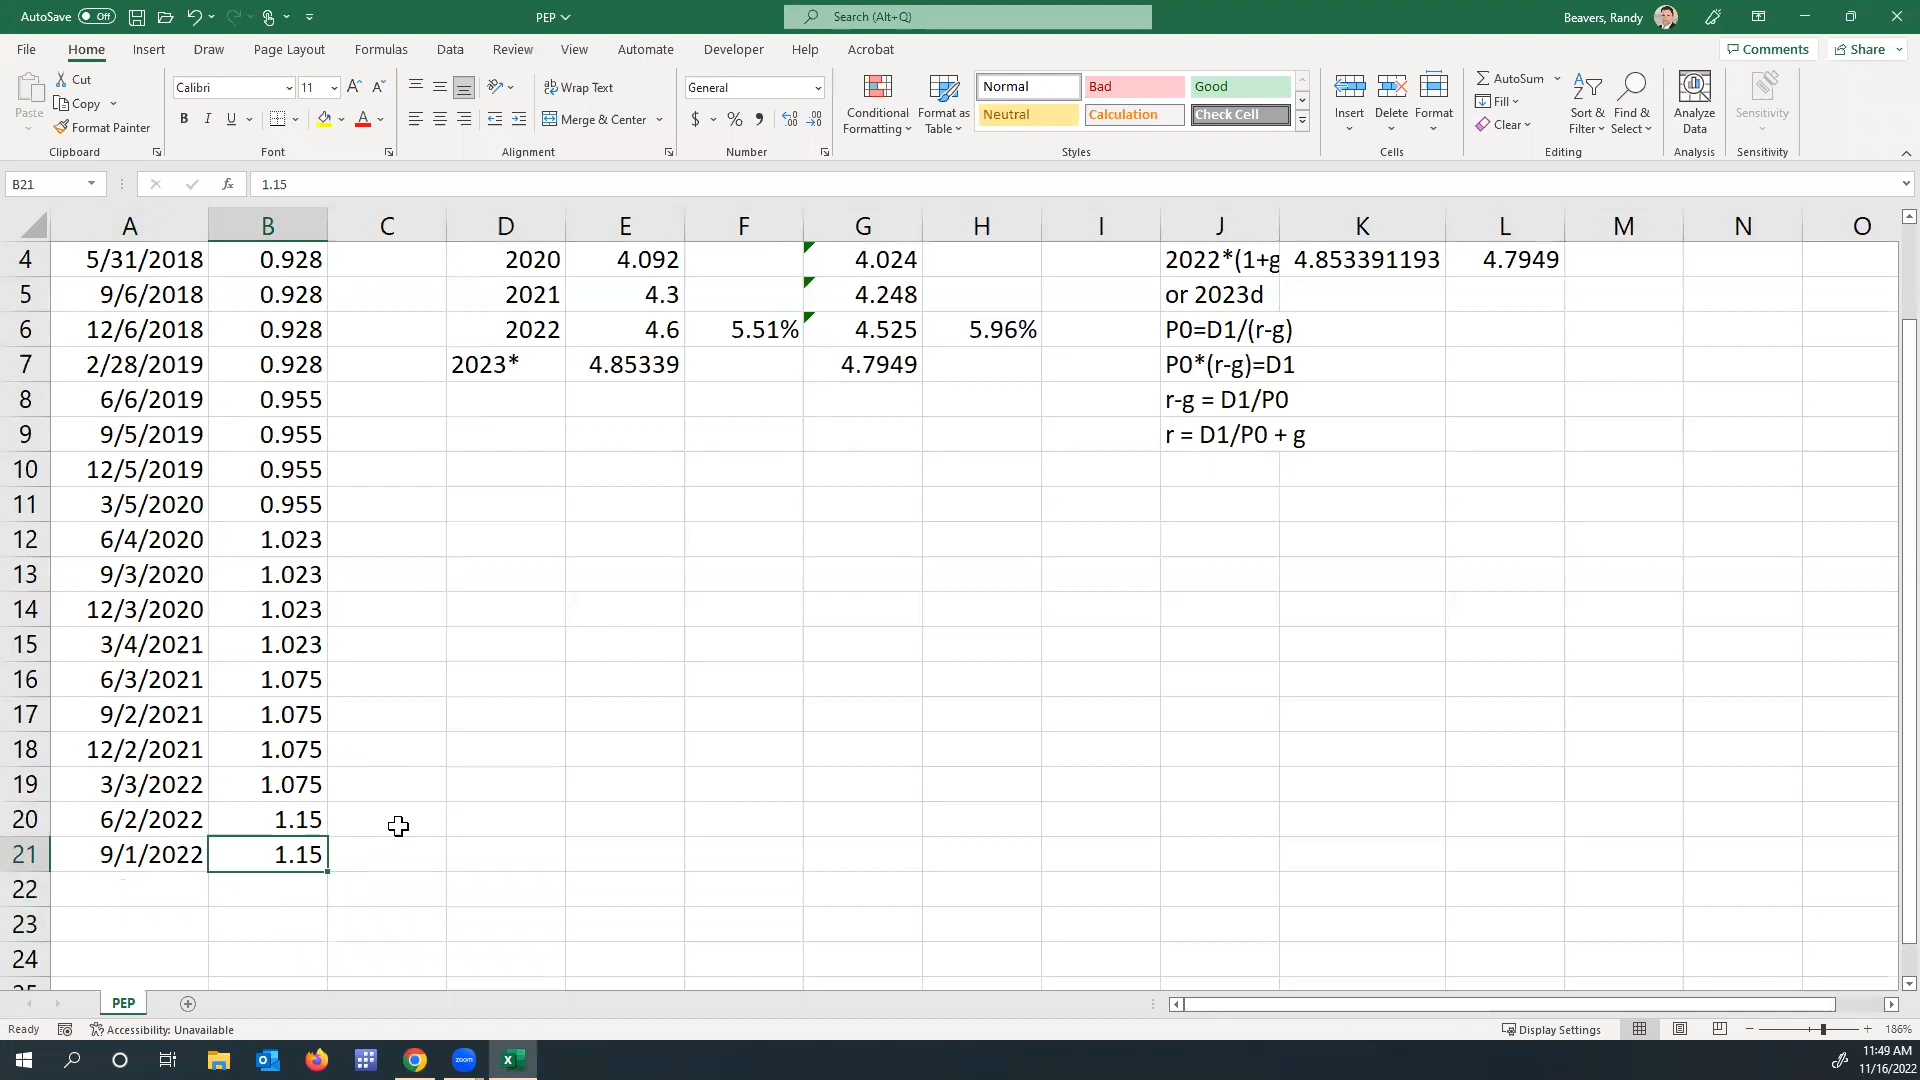 AutoSave Off PEP Search (Alt+Q) Beavers, Randy
File Home Insert Draw Page Layout Formulas Data Review View Automate Developer Help Acrobat Comments Share
Paste Cut Copy Format Painter Clipboard
Calibri 11 A A B I U A Font
Wrap Text Merge & Center Alignment
General $ % Number
Conditional Formatting Format as Table Normal Bad Good Neutral Calculation Check Cell Styles
Insert Delete Format Cells
AutoSum Fill Clear Sort & Filter Find & Select Editing
Analyze Data Analysis Sensitivity Sensitivity
B21 fx 1.15
A B C D E F G H I J K L M N O
4 5/31/2018 0.928 2020 4.092 4.024 2022*(1+g 4.853391193 4.7949
5 9/6/2018 0.928 2021 4.3 4.248 or 2023d
6 12/6/2018 0.928 2022 4.6 5.51% 4.525 5.96% P0=D1/(r-g)
7 2/28/2019 0.928 2023* 4.85339 4.7949 P0*(r-g)=D1
8 6/6/2019 0.955 r-g = D1/P0
9 9/5/2019 0.955 r = D1/P0 + g
10 12/5/2019 0.955
11 3/5/2020 0.955
12 6/4/2020 1.023
13 9/3/2020 1.023
14 12/3/2020 1.023
15 3/4/2021 1.023
16 6/3/2021 1.075
17 9/2/2021 1.075
18 12/2/2021 1.075
19 3/3/2022 1.075
20 6/2/2022 1.15
21 9/1/2022 1.15
22
23
24
PEP
Ready Accessibility: Unavailable Display Settings 186%
zoom 11:49 AM
11/16/2022